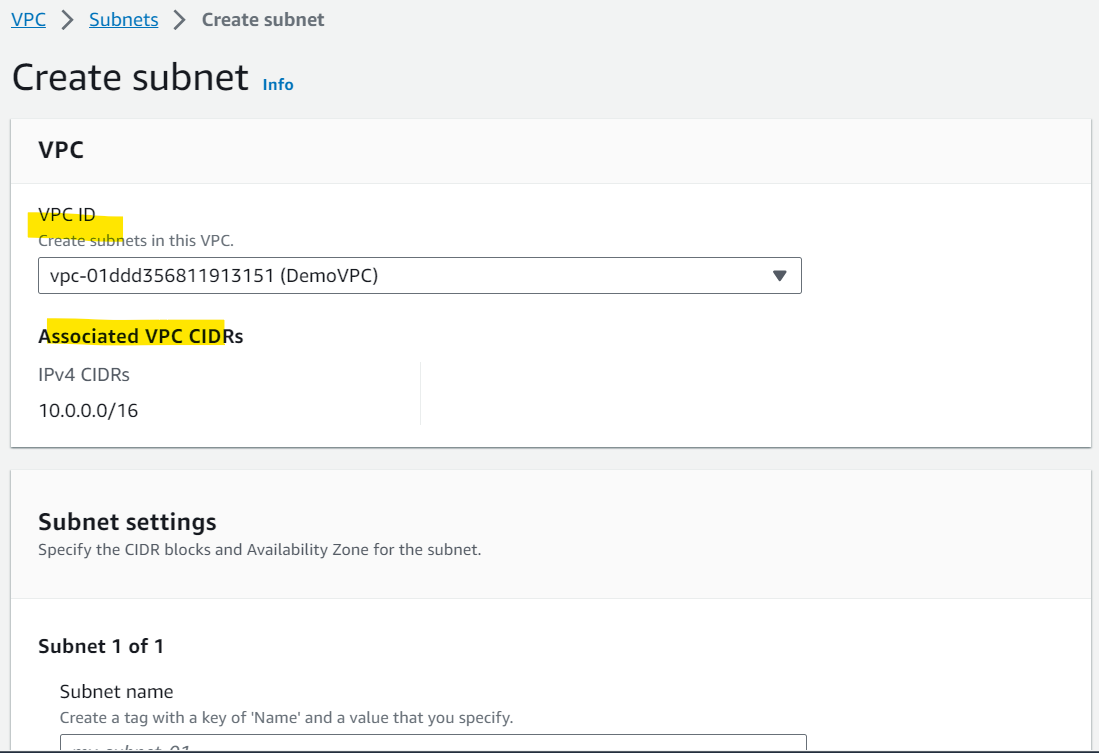 VPC > Subnets > Create subnet
Create subnet Info
VPC
VPC ID
Create subnets in this VPC.
vpc-01ddd356811913151 (DemoVPC)
Associated VPC CIDRs
IPv4 CIDRs
10.0.0.0/16
Subnet settings
Specify the CIDR blocks and Availability Zone for the subnet.
Subnet 1 of 1
Subnet name
Create a tag with a key of 'Name' and a value that you specify.
my-subnet-01